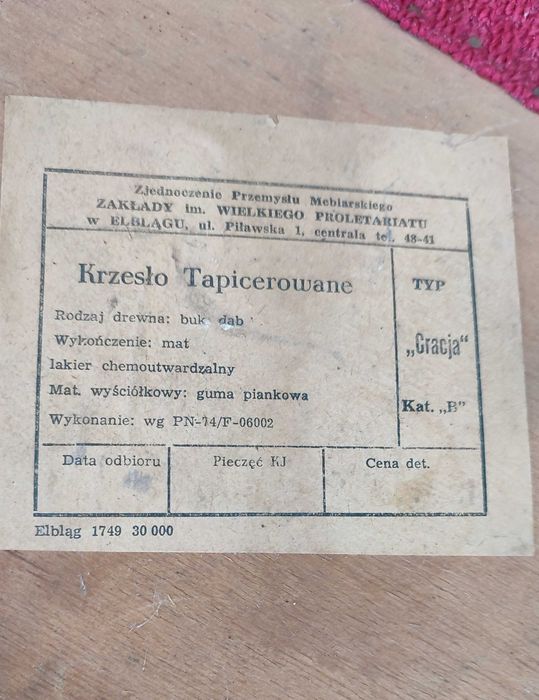 Zjednoczenie Przemysłu Meblarskiego
ZAKŁADY im. WIELKIEGO PROLETARIATU
w ELBLĄGU, ul. Piławska 1, centrala tel. 48-41
Krzesło Tapicerowane
TYP
Rodzaj drewna: buk dąb
Wykończenie: mat
„Gracja"
lakier chemoutwardzalny
Mat. wyściółkowy: guma piankowa
Kat. „B"
Wykonanie: wg PN-74/F-06002
Data odbioru
Pieczęć KJ
Cena det.
Elbląg 1749 30 000